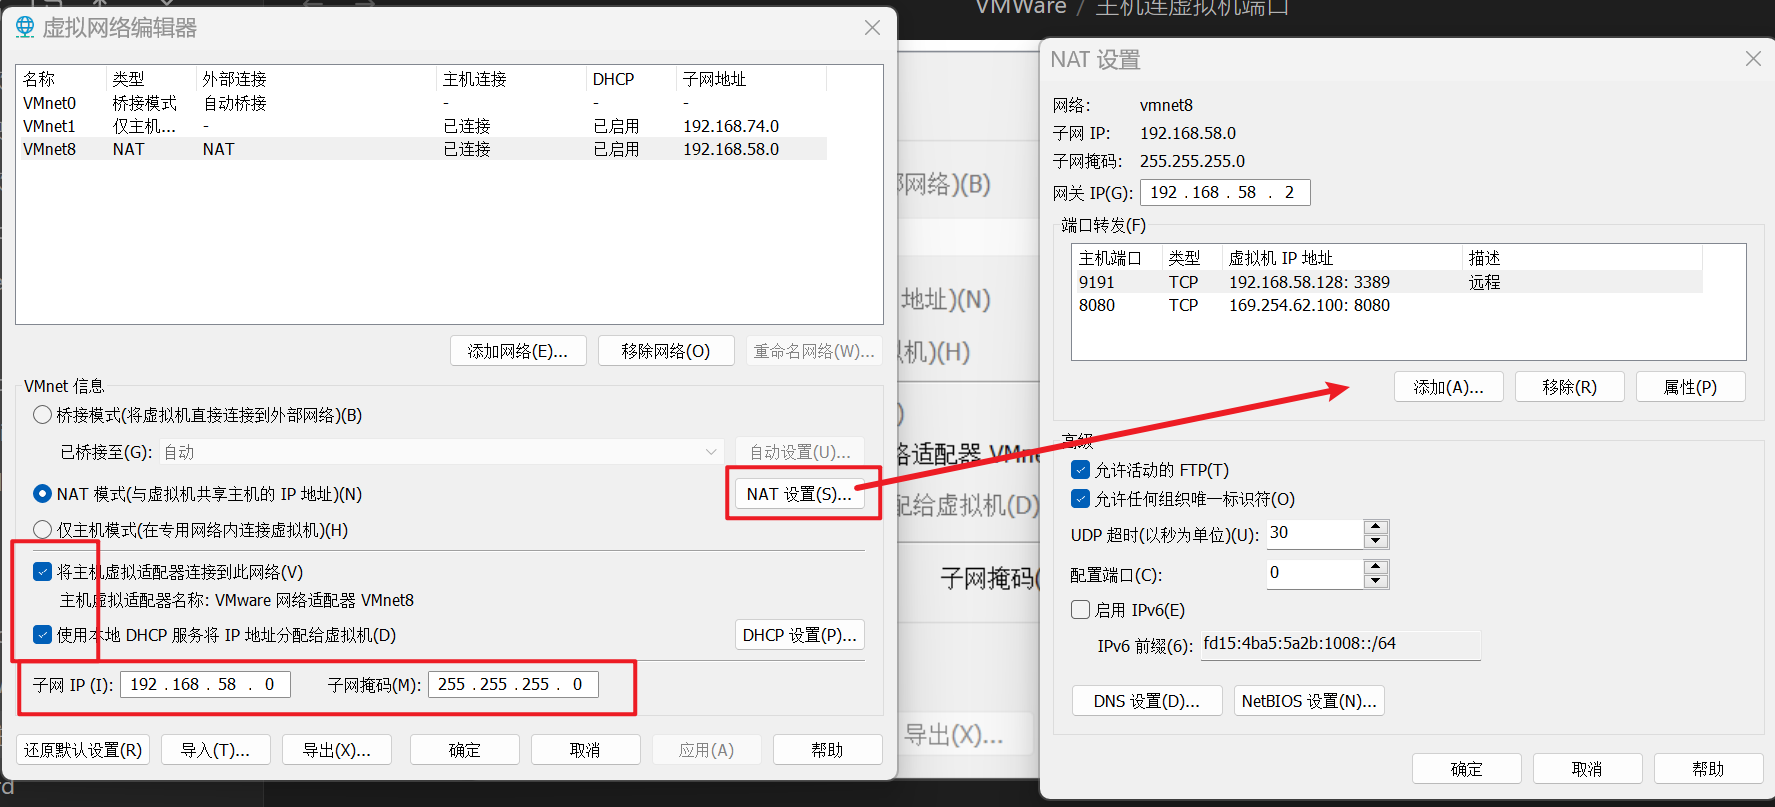 VMWare / 主机连虚拟机端口
虚拟网络编辑器
名称 类型 外部连接 主机连接 DHCP 子网地址
VMnet0 桥接模式 自动桥接 - - -
VMnet1 仅主机... - 已连接 已启用 192.168.74.0
VMnet8 NAT NAT 已连接 已启用 192.168.58.0
添加网络(E)... 移除网络(O) 重命名网络(W)...
VMnet 信息
桥接模式(将虚拟机直接连接到外部网络)(B)
已桥接至(G): 自动 自动设置(U)...
NAT 模式(与虚拟机共享主机的 IP 地址)(N) NAT 设置(S)...
仅主机模式(在专用网络内连接虚拟机)(H)
将主机虚拟适配器连接到此网络(V)
主机虚拟适配器名称: VMware 网络适配器 VMnet8
使用本地 DHCP 服务将 IP 地址分配给虚拟机(D) DHCP 设置(P)...
子网 IP (I): 192 . 168 . 58 . 0 子网掩码(M): 255 . 255 . 255 . 0
还原默认设置(R) 导入(T)... 导出(X)... 确定 取消 应用(A) 帮助
网络)(B)
地址)(N)
机)(H)
适配器 VMne
配给虚拟机(D)
子网掩码(
导出(X)...
NAT 设置
网络: vmnet8
子网 IP: 192.168.58.0
子网掩码: 255.255.255.0
网关 IP(G): 192 . 168 . 58 . 2
端口转发(F)
主机端口 类型 虚拟机 IP 地址 描述
9191 TCP 192.168.58.128: 3389 远程
8080 TCP 169.254.62.100: 8080
添加(A)... 移除(R) 属性(P)
高级
允许活动的 FTP(T)
允许任何组织唯一标识符(O)
UDP 超时(以秒为单位)(U): 30
配置端口(C): 0
启用 IPv6(E)
IPv6 前缀(6): fd15:4ba5:5a2b:1008::/64
DNS 设置(D)... NetBIOS 设置(N)...
确定 取消 帮助